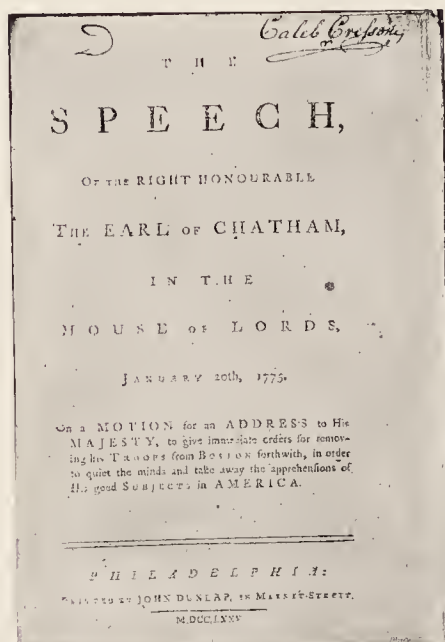 Caleb Cresson
THE
SPEECH,
OF THE RIGHT HONOURABLE
THE EARL OF CHATHAM,
IN THE
HOUSE OF LORDS,
JANUARY 20th, 1775.
On a MOTION for an ADDRESS to His
MAJESTY, to give immediate orders for remov-
ing his TROOPS from BOSTON forthwith, in order
to quiet the minds and take away the apprehensions of
His good SUBJECTS in AMERICA.
PHILADELPHIA:
PRINTED BY JOHN DUNLAP, IN MARKET-STREET.
M.DCC.LXXV